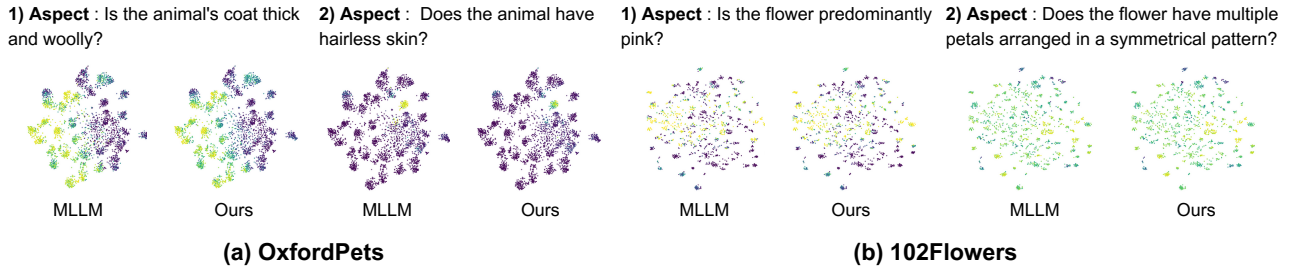 1) Aspect : Is the animal's coat thick
and woolly?
2) Aspect :  Does the animal have
hairless skin?
MLLM
Ours
MLLM
Ours
(a) OxfordPets
1) Aspect : Is the flower predominantly
pink?
2) Aspect : Does the flower have multiple
petals arranged in a symmetrical pattern?
MLLM
Ours
MLLM
Ours
(b) 102Flowers